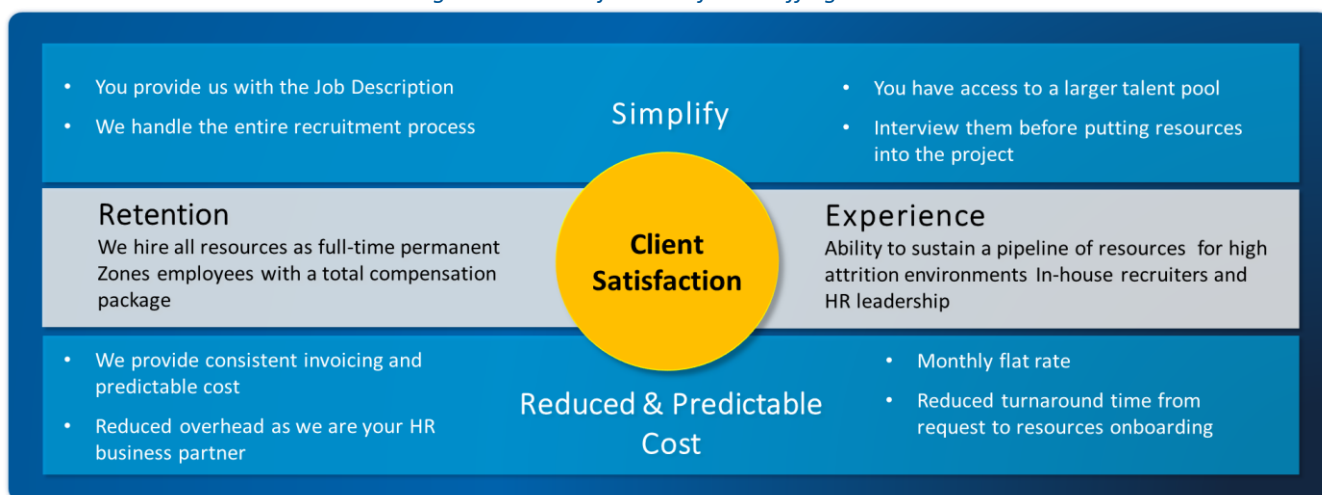 • You provide us with the Job Description
• We handle the entire recruitment process
Simplify
• You have access to a larger talent pool
• Interview them before putting resources
into the project
Retention
We hire all resources as full-time permanent
Zones employees with a total compensation
package
Client
Satisfaction
Experience
Ability to sustain a pipeline of resources for high
attrition environments In-house recruiters and
HR leadership
• We provide consistent invoicing and
predictable cost
• Reduced overhead as we are your HR
business partner
Reduced & Predictable
Cost
• Monthly flat rate
• Reduced turnaround time from
request to resources onboarding